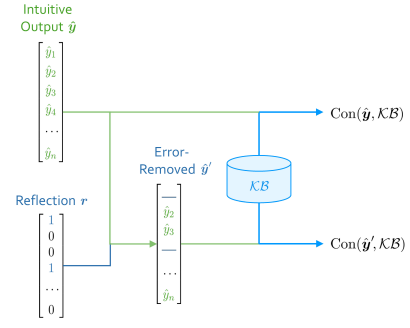 Intuitive
Output ŷ
ŷ₁
ŷ₂
ŷ₃
ŷ₄
...
ŷₙ
Con(ŷ, KB)
Error-
Removed ŷ′
—
ŷ₂
ŷ₃
—
...
ŷₙ
KB
Reflection r
1
0
0
1
...
0
Con(ŷ′, KB)